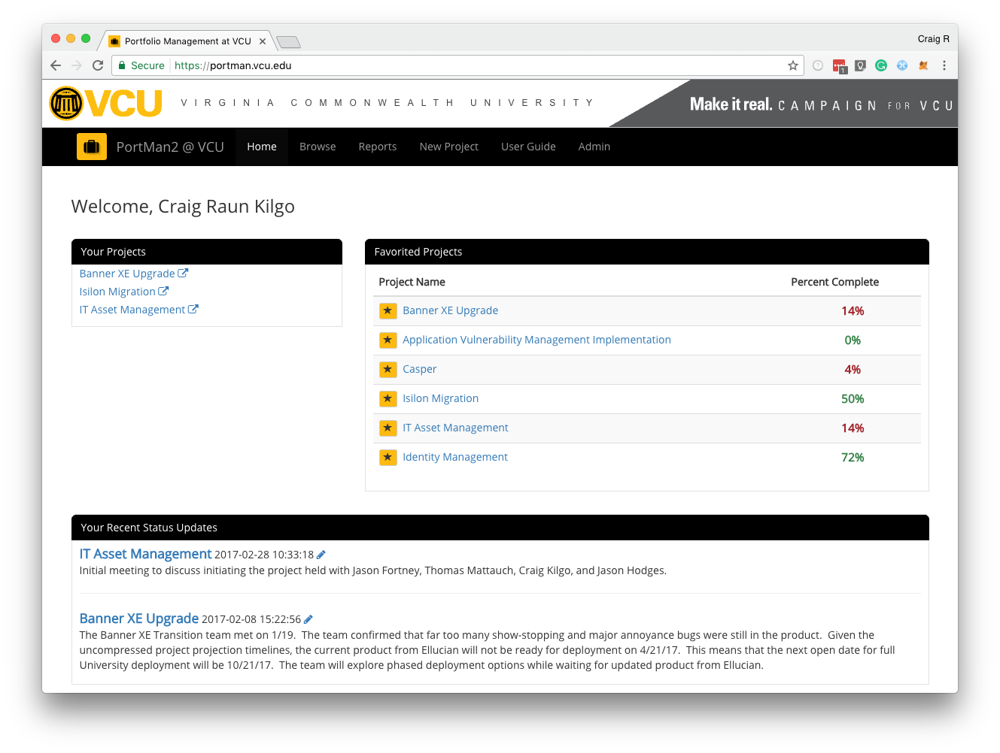 Portfolio Management at VCU
Craig R
Secure https://portman.vcu.edu
1
VCU VIRGINIA COMMONWEALTH UNIVERSITY
Make it real. CAMPAIGN FOR VCU
PortMan2 @ VCU Home Browse Reports New Project User Guide Admin
Welcome, Craig Raun Kilgo
Your Projects
Banner XE Upgrade
Isilon Migration
IT Asset Management
Favorited Projects
Project Name Percent Complete
Banner XE Upgrade 14%
Application Vulnerability Management Implementation 0%
Casper 4%
Isilon Migration 50%
IT Asset Management 14%
Identity Management 72%
Your Recent Status Updates
IT Asset Management 2017-02-28 10:33:18
Initial meeting to discuss initiating the project held with Jason Fortney, Thomas Mattauch, Craig Kilgo, and Jason Hodges.
Banner XE Upgrade 2017-02-08 15:22:56
The Banner XE Transition team met on 1/19. The team confirmed that far too many show-stopping and major annoyance bugs were still in the product. Given the
uncompressed project projection timelines, the current product from Ellucian will not be ready for deployment on 4/21/17. This means that the next open date for full
University deployment will be 10/21/17. The team will explore phased deployment options while waiting for updated product from Ellucian.